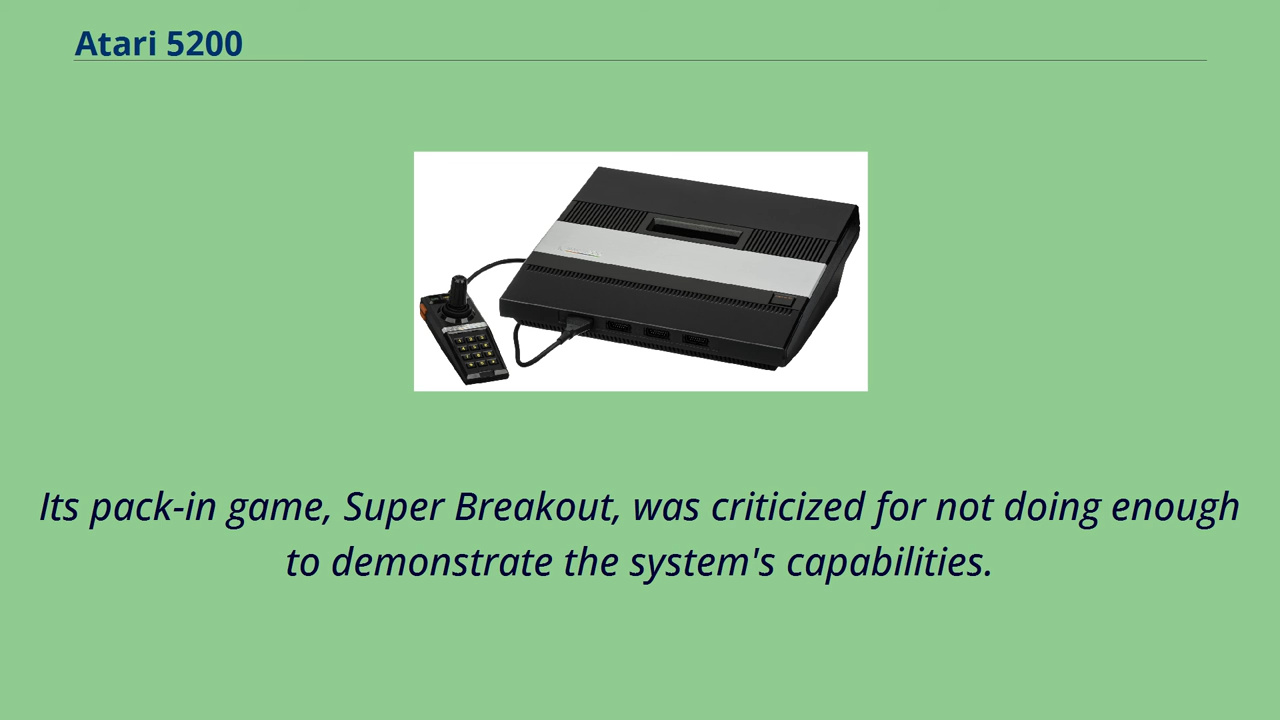 Atari 5200
Its pack-in game, Super Breakout, was criticized for not doing enough
to demonstrate the system's capabilities.